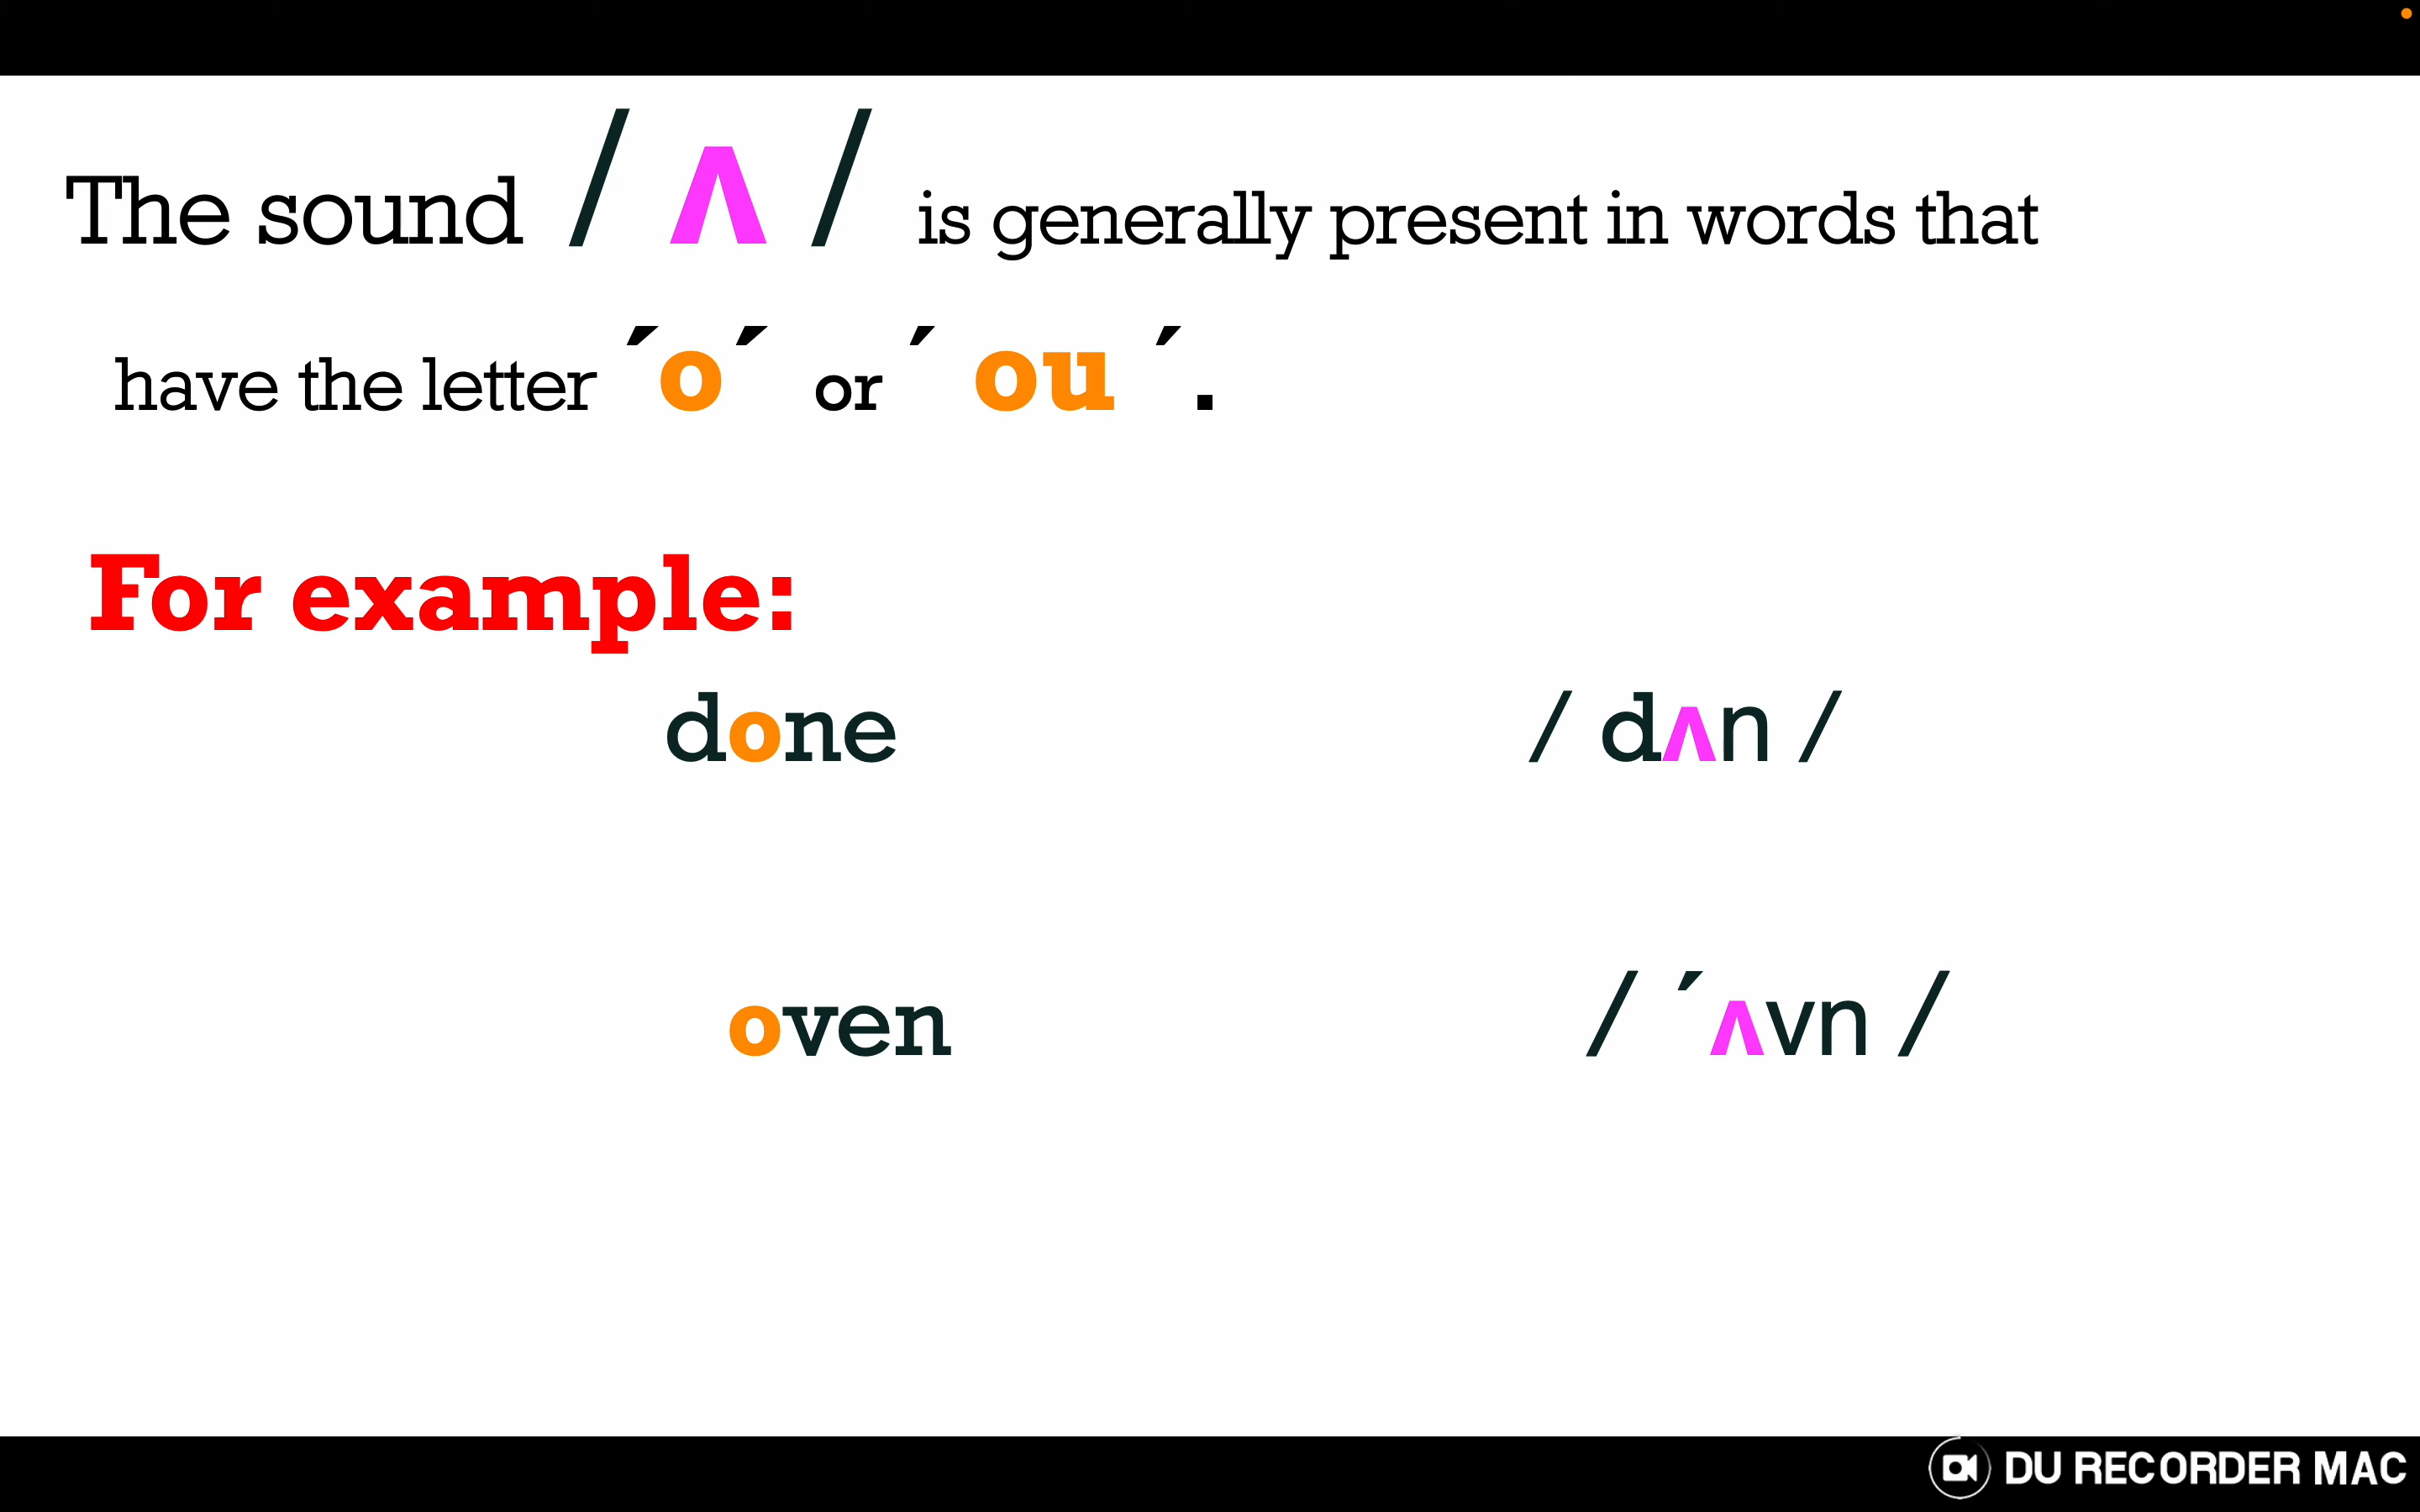 The sound / ʌ / is generally present in words that
have the letter ´o´ or ´ ou ´.
For example:
done / dʌn /
oven / ´ʌvn /
DU RECORDER MAC